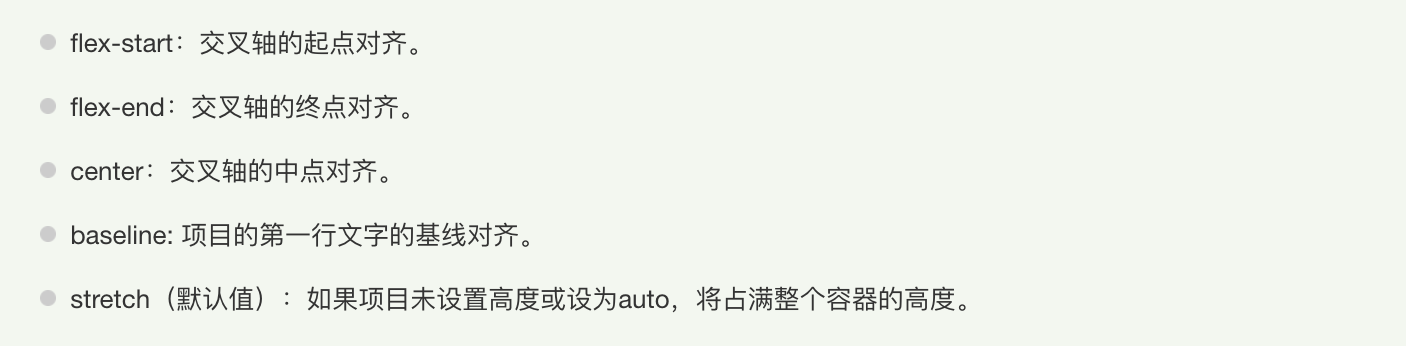 flex-start：交叉轴的起点对齐。
flex-end：交叉轴的终点对齐。
center：交叉轴的中点对齐。
baseline: 项目的第一行文字的基线对齐。
stretch（默认值）：如果项目未设置高度或设为auto，将占满整个容器的高度。